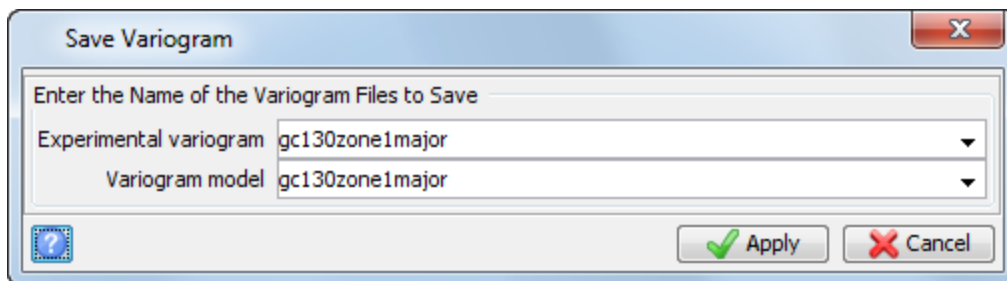 Save Variogram
Enter the Name of the Variogram Files to Save
Experimental variogram gc130zone1major
Variogram model gc130zone1major
? Apply Cancel